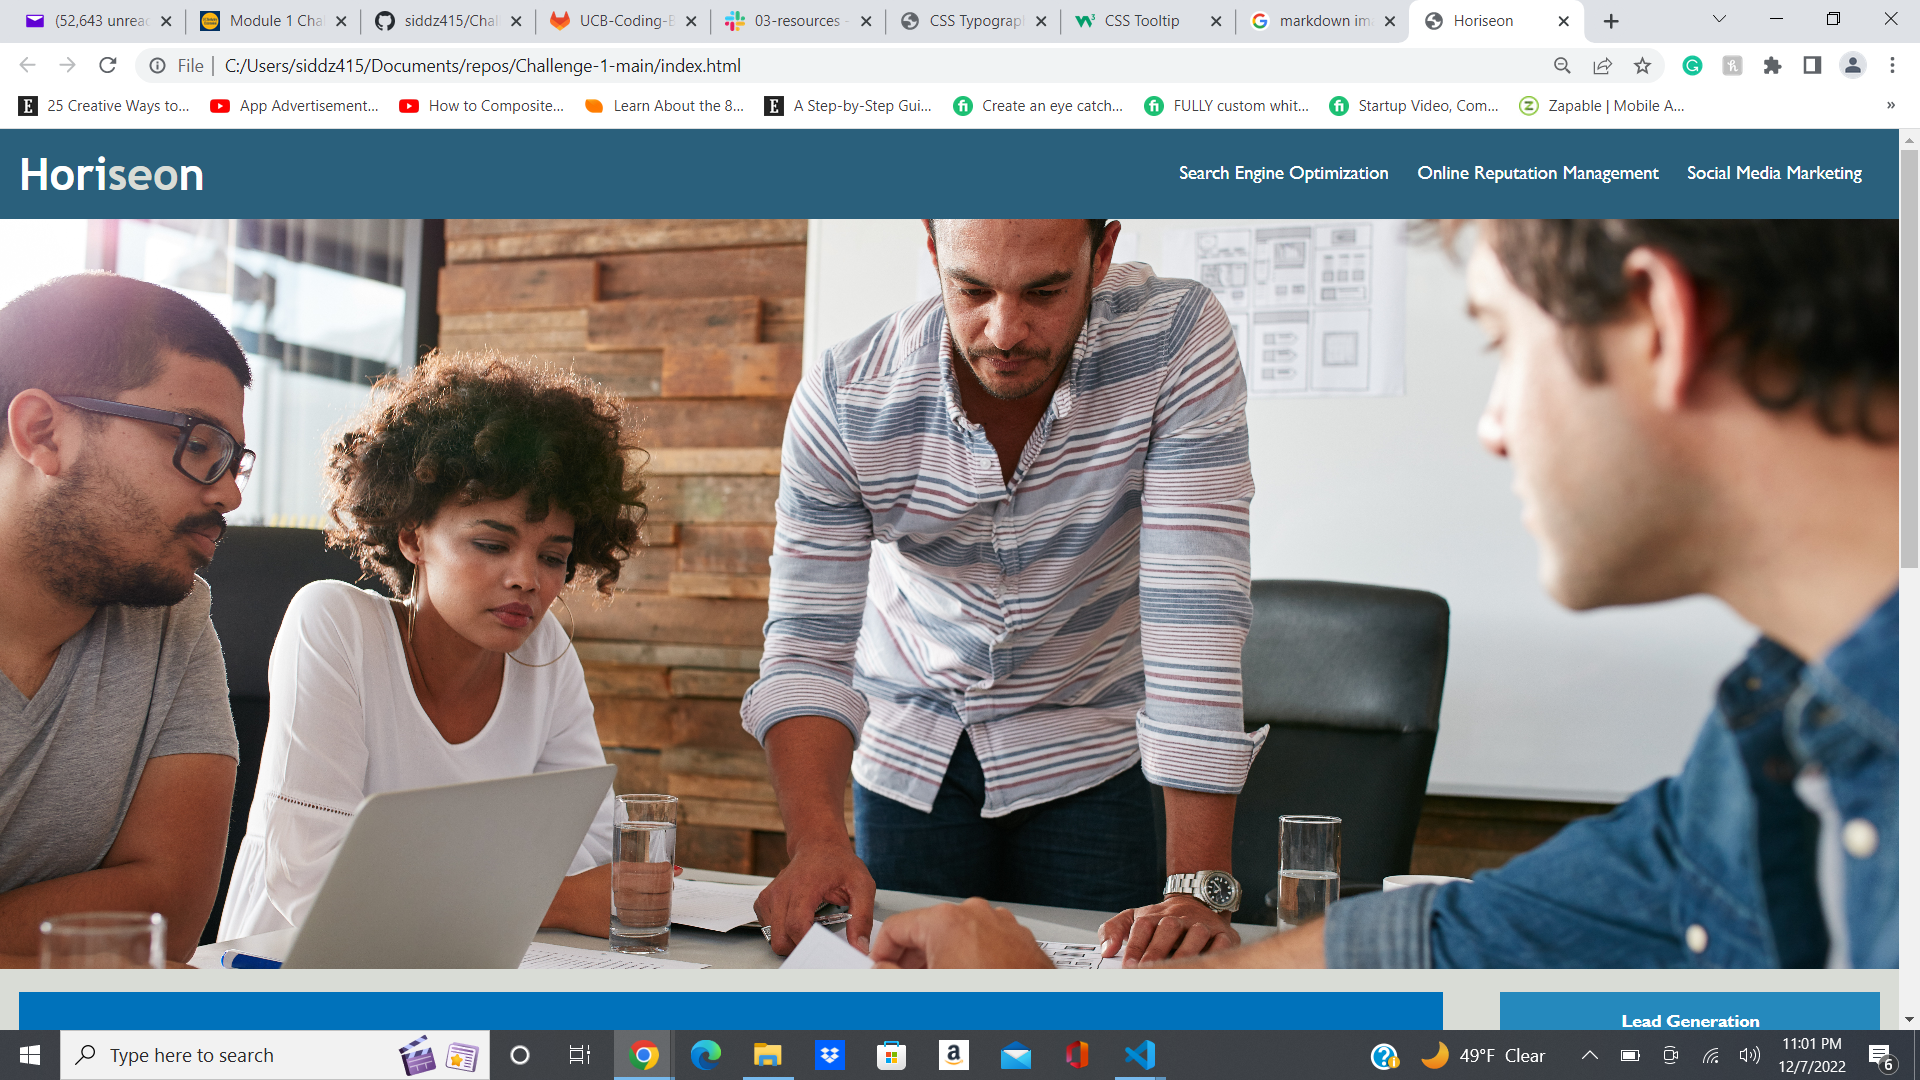 (52,643 unrea
Module 1 Chal
siddz415/Chall
UCB-Coding-B
03-resources -
CSS Typograp
CSS Tooltip
markdown im
Horiseon
File
C:/Users/siddz415/Documents/repos/Challenge-1-main/index.html
25 Creative Ways to...
App Advertisement...
How to Composite...
Learn About the 8...
A Step-by-Step Gui...
Create an eye catch...
FULLY custom whit...
Startup Video, Com...
Zapable | Mobile A...
»
Horiseon
Search Engine Optimization
Online Reputation Management
Social Media Marketing
Lead Generation
Type here to search
49°F Clear
11:01 PM
12/7/2022
6